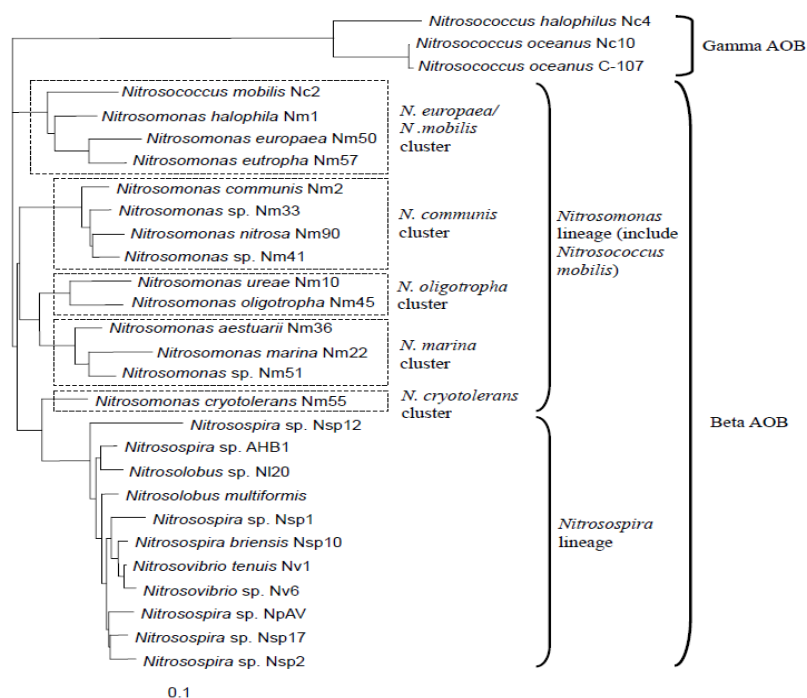 Nitrosococcus halophilus Nc4
Nitrosococcus oceanus Nc10
Nitrosococcus oceanus C-107
Gamma AOB
Nitrosococcus mobilis Nc2
Nitrosomonas halophila Nm1
Nitrosomonas europaea Nm50
Nitrosomonas eutropha Nm57
N. europaea/
N .mobilis
cluster
Nitrosomonas communis Nm2
Nitrosomonas sp. Nm33
Nitrosomonas nitrosa Nm90
Nitrosomonas sp. Nm41
N. communis
cluster
Nitrosomonas ureae Nm10
Nitrosomonas oligotropha Nm45
N. oligotropha
cluster
Nitrosomonas aestuarii Nm36
Nitrosomonas marina Nm22
Nitrosomonas sp. Nm51
N. marina
cluster
Nitrosomonas cryotolerans Nm55
N. cryotolerans
cluster
Nitrosomonas
lineage (include
Nitrosococcus
mobilis)
Nitrosospira sp. Nsp12
Nitrosospira sp. AHB1
Nitrosolobus sp. Nl20
Nitrosolobus multiformis
Nitrosospira sp. Nsp1
Nitrosospira briensis Nsp10
Nitrosovibrio tenuis Nv1
Nitrosovibrio sp. Nv6
Nitrosospira sp. NpAV
Nitrosospira sp. Nsp17
Nitrosospira sp. Nsp2
Nitrosospira
lineage
Beta AOB
0.1